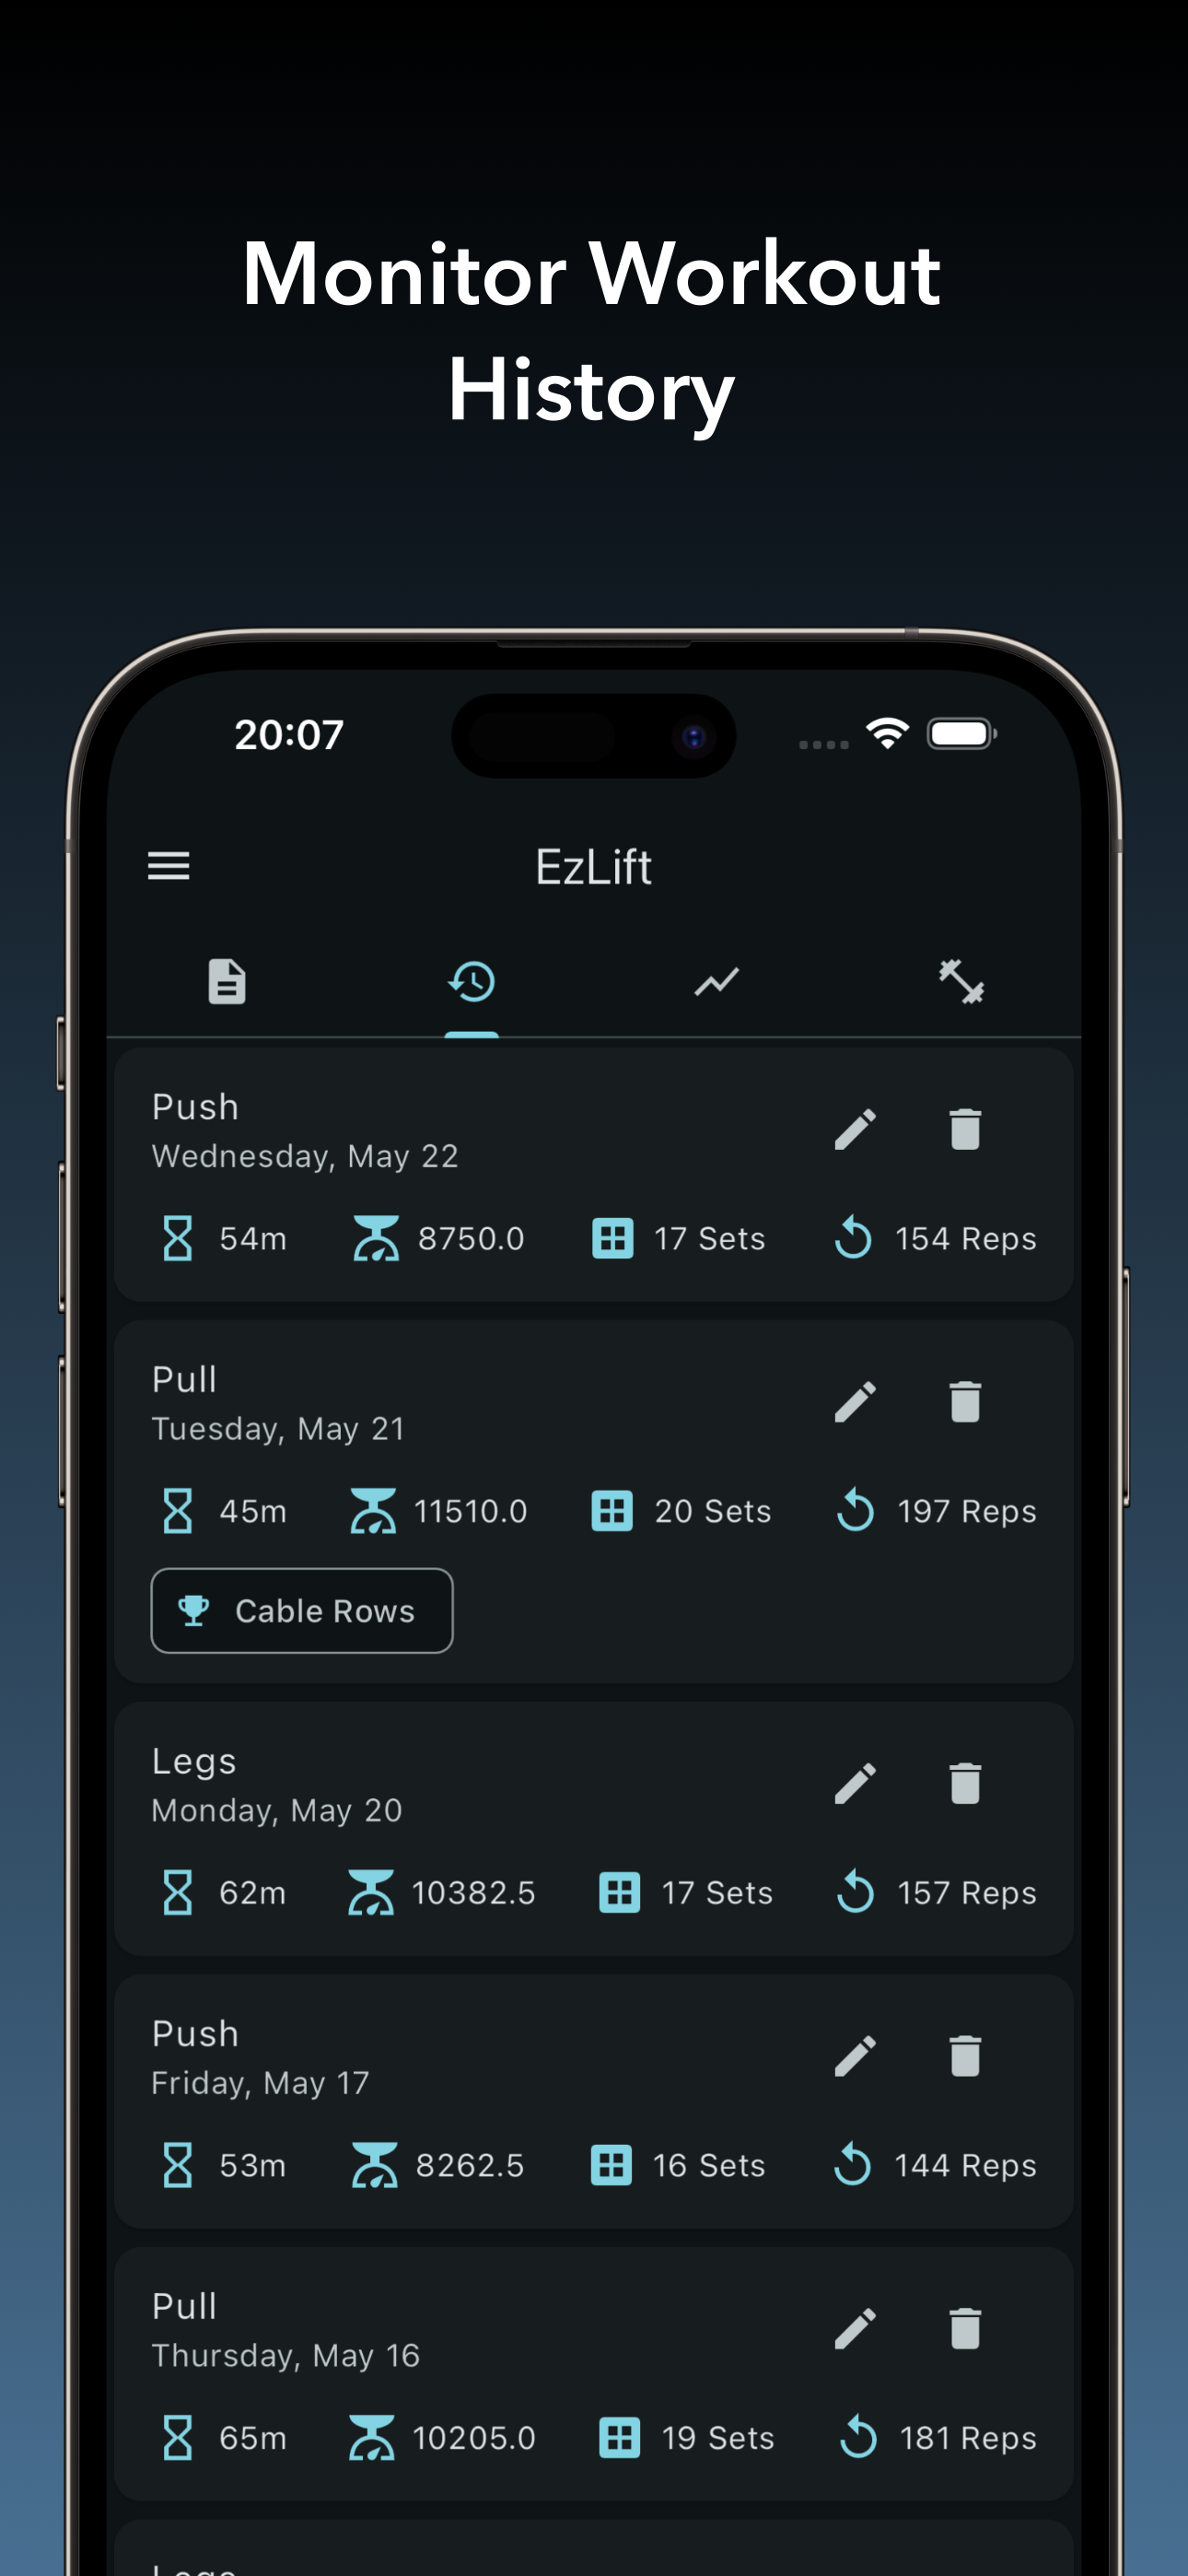 Monitor Workout
History
20:07
EzLift
Push
Wednesday, May 22
54m 8750.0 17 Sets 154 Reps
Pull
Tuesday, May 21
45m 11510.0 20 Sets 197 Reps
Cable Rows
Legs
Monday, May 20
62m 10382.5 17 Sets 157 Reps
Push
Friday, May 17
53m 8262.5 16 Sets 144 Reps
Pull
Thursday, May 16
65m 10205.0 19 Sets 181 Reps